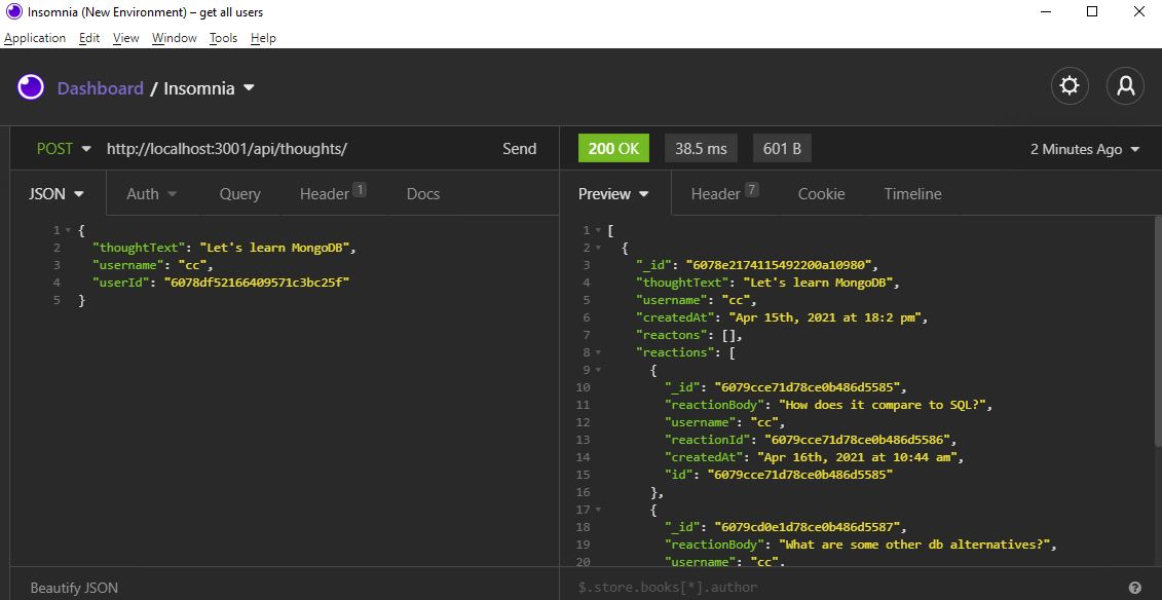 Insomnia (New Environment) – get all users
Application Edit View Window Tools Help
Dashboard / Insomnia
POST http://localhost:3001/api/thoughts/ Send
200 OK 38.5 ms 601 B 2 Minutes Ago
JSON Auth Query Header 1 Docs
Preview Header 7 Cookie Timeline
1 {
2 "thoughtText": "Let's learn MongoDB",
3 "username": "cc",
4 "userId": "6078df52166409571c3bc25f"
5 }
1 [
2 {
3 "_id": "6078e2174115492200a10980",
4 "thoughtText": "Let's learn MongoDB",
5 "username": "cc",
6 "createdAt": "Apr 15th, 2021 at 18:2 pm",
7 "reactons": [],
8 "reactions": [
9 {
10 "_id": "6079cce71d78ce0b486d5585",
11 "reactionBody": "How does it compare to SQL?",
12 "username": "cc",
13 "reactionId": "6079cce71d78ce0b486d5586",
14 "createdAt": "Apr 16th, 2021 at 10:44 am",
15 "id": "6079cce71d78ce0b486d5585"
16 },
17 {
18 "_id": "6079cd0e1d78ce0b486d5587",
19 "reactionBody": "What are some other db alternatives?",
20 "username": "cc",
Beautify JSON
$.store.books[*].author